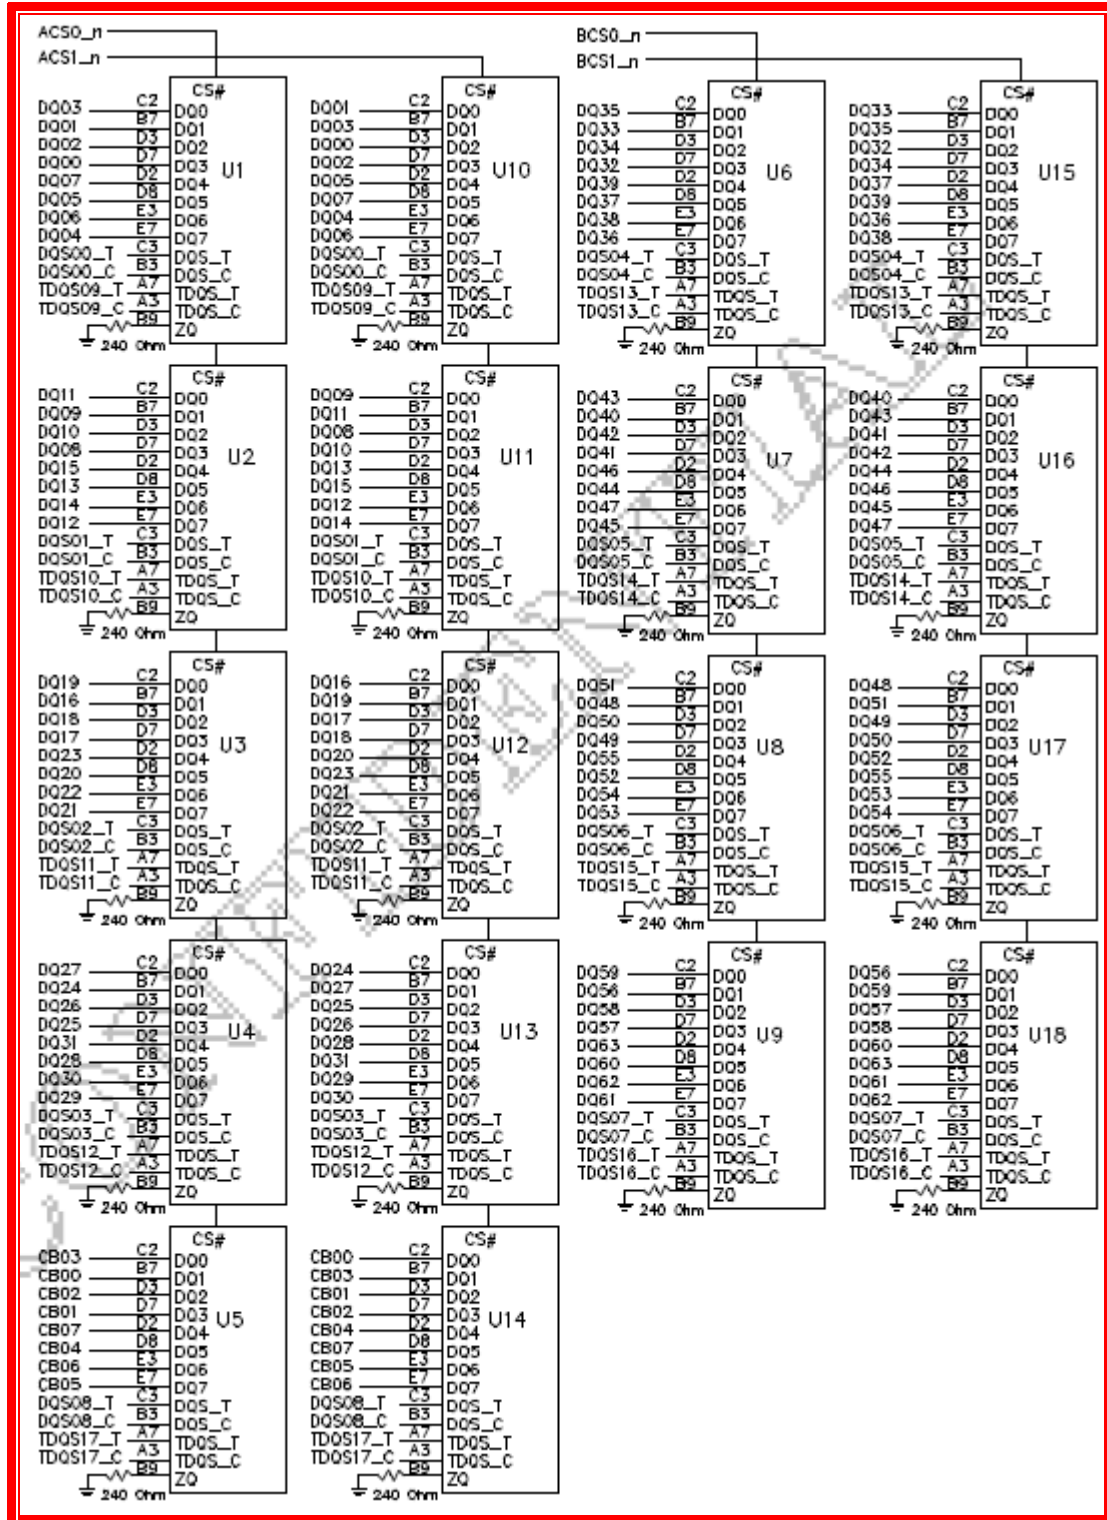 ACS0_n
ACS1_n
CS#
DQ03 C2 DQ0
DQ01 B7 DQ1
DQ02 D3 DQ2
DQ00 D7 DQ3 U1
DQ07 D2 DQ4
DQ05 D8 DQ5
DQ06 E3 DQ6
DQ04 E7 DQ7
DQS00_T C3 DQS_T
DQS00_C B3 DQS_C
TDQS09_T A7 TDQS_T
TDQS09_C A3 TDQS_C
B9 ZQ
240 Ohm
CS#
DQ11 C2 DQ0
DQ09 B7 DQ1
DQ10 D3 DQ2
DQ08 D7 DQ3 U2
DQ15 D2 DQ4
DQ13 D8 DQ5
DQ14 E3 DQ6
DQ12 E7 DQ7
DQS01_T C3 DQS_T
DQS01_C B3 DQS_C
TDQS10_T A7 TDQS_T
TDQS10_C A3 TDQS_C
B9 ZQ
240 Ohm
CS#
DQ19 C2 DQ0
DQ16 B7 DQ1
DQ18 D3 DQ2
DQ17 D7 DQ3 U3
DQ23 D2 DQ4
DQ20 D8 DQ5
DQ22 E3 DQ6
DQ21 E7 DQ7
DQS02_T C3 DQS_T
DQS02_C B3 DQS_C
TDQS11_T A7 TDQS_T
TDQS11_C A3 TDQS_C
B9 ZQ
240 Ohm
CS#
DQ27 C2 DQ0
DQ24 B7 DQ1
DQ26 D3 DQ2
DQ25 D7 DQ3 U4
DQ31 D2 DQ4
DQ28 D8 DQ5
DQ30 E3 DQ6
DQ29 E7 DQ7
DQS03_T C3 DQS_T
DQS03_C B3 DQS_C
TDQS12_T A7 TDQS_T
TDQS12_C A3 TDQS_C
B9 ZQ
240 Ohm
CS#
CB03 C2 DQ0
CB00 B7 DQ1
CB02 D3 DQ2
CB01 D7 DQ3 U5
CB07 D2 DQ4
CB04 D8 DQ5
CB06 E3 DQ6
CB05 E7 DQ7
DQS08_T C3 DQS_T
DQS08_C B3 DQS_C
TDQS17_T A7 TDQS_T
TDQS17_C A3 TDQS_C
B9 ZQ
240 Ohm
CS#
DQ01 C2 DQ0
DQ03 B7 DQ1
DQ00 D3 DQ2
DQ02 D7 DQ3 U10
DQ05 D2 DQ4
DQ07 D8 DQ5
DQ04 E3 DQ6
DQ06 E7 DQ7
DQS00_T C3 DQS_T
DQS00_C B3 DQS_C
TDQS09_T A7 TDQS_T
TDQS09_C A3 TDQS_C
B9 ZQ
240 Ohm
CS#
DQ09 C2 DQ0
DQ11 B7 DQ1
DQ08 D3 DQ2
DQ10 D7 DQ3 U11
DQ13 D2 DQ4
DQ15 D8 DQ5
DQ12 E3 DQ6
DQ14 E7 DQ7
DQS01_T C3 DQS_T
DQS01_C B3 DQS_C
TDQS10_T A7 TDQS_T
TDQS10_C A3 TDQS_C
B9 ZQ
240 Ohm
CS#
DQ16 C2 DQ0
DQ19 B7 DQ1
DQ17 D3 DQ2
DQ18 D7 DQ3 U12
DQ20 D2 DQ4
DQ23 D8 DQ5
DQ21 E3 DQ6
DQ22 E7 DQ7
DQS02_T C3 DQS_T
DQS02_C B3 DQS_C
TDQS11_T A7 TDQS_T
TDQS11_C A3 TDQS_C
B9 ZQ
240 Ohm
CS#
DQ24 C2 DQ0
DQ27 B7 DQ1
DQ25 D3 DQ2
DQ26 D7 DQ3 U13
DQ28 D2 DQ4
DQ31 D8 DQ5
DQ29 E3 DQ6
DQ30 E7 DQ7
DQS03_T C3 DQS_T
DQS03_C B3 DQS_C
TDQS12_T A7 TDQS_T
TDQS12_C A3 TDQS_C
B9 ZQ
240 Ohm
CS#
CB00 C2 DQ0
CB03 B7 DQ1
CB01 D3 DQ2
CB02 D7 DQ3 U14
CB04 D2 DQ4
CB07 D8 DQ5
CB05 E3 DQ6
CB06 E7 DQ7
DQS08_T C3 DQS_T
DQS08_C B3 DQS_C
TDQS17_T A7 TDQS_T
TDQS17_C A3 TDQS_C
B9 ZQ
240 Ohm
BCS0_n
BCS1_n
CS#
DQ35 C2 DQ0
DQ33 B7 DQ1
DQ34 D3 DQ2
DQ32 D7 DQ3 U6
DQ39 D2 DQ4
DQ37 D8 DQ5
DQ38 E3 DQ6
DQ36 E7 DQ7
DQS04_T C3 DQS_T
DQS04_C B3 DQS_C
TDQS13_T A7 TDQS_T
TDQS13_C A3 TDQS_C
B9 ZQ
240 Ohm
CS#
DQ43 C2 DQ0
DQ40 B7 DQ1
DQ42 D3 DQ2
DQ41 D7 DQ3 U7
DQ46 D2 DQ4
DQ44 D8 DQ5
DQ47 E3 DQ6
DQ45 E7 DQ7
DQS05_T C3 DQS_T
DQS05_C B3 DQS_C
TDQS14_T A7 TDQS_T
TDQS14_C A3 TDQS_C
B9 ZQ
240 Ohm
CS#
DQ51 C2 DQ0
DQ48 B7 DQ1
DQ50 D3 DQ2
DQ49 D7 DQ3 U8
DQ55 D2 DQ4
DQ52 D8 DQ5
DQ54 E3 DQ6
DQ53 E7 DQ7
DQS06_T C3 DQS_T
DQS06_C B3 DQS_C
TDQS15_T A7 TDQS_T
TDQS15_C A3 TDQS_C
B9 ZQ
240 Ohm
CS#
DQ59 C2 DQ0
DQ56 B7 DQ1
DQ58 D3 DQ2
DQ57 D7 DQ3 U9
DQ63 D2 DQ4
DQ60 D8 DQ5
DQ62 E3 DQ6
DQ61 E7 DQ7
DQS07_T C3 DQS_T
DQS07_C B3 DQS_C
TDQS16_T A7 TDQS_T
TDQS16_C A3 TDQS_C
B9 ZQ
240 Ohm
CS#
DQ33 C2 DQ0
DQ35 B7 DQ1
DQ32 D3 DQ2
DQ34 D7 DQ3 U15
DQ37 D2 DQ4
DQ39 D8 DQ5
DQ36 E3 DQ6
DQ38 E7 DQ7
DQS04_T C3 DQS_T
DQS04_C B3 DQS_C
TDQS13_T A7 TDQS_T
TDQS13_C A3 TDQS_C
B9 ZQ
240 Ohm
CS#
DQ40 C2 DQ0
DQ43 B7 DQ1
DQ41 D3 DQ2
DQ42 D7 DQ3 U16
DQ44 D2 DQ4
DQ46 D8 DQ5
DQ45 E3 DQ6
DQ47 E7 DQ7
DQS05_T C3 DQS_T
DQS05_C B3 DQS_C
TDQS14_T A7 TDQS_T
TDQS14_C A3 TDQS_C
B9 ZQ
240 Ohm
CS#
DQ48 C2 DQ0
DQ51 B7 DQ1
DQ49 D3 DQ2
DQ50 D7 DQ3 U17
DQ52 D2 DQ4
DQ55 D8 DQ5
DQ53 E3 DQ6
DQ54 E7 DQ7
DQS06_T C3 DQS_T
DQS06_C B3 DQS_C
TDQS15_T A7 TDQS_T
TDQS15_C A3 TDQS_C
B9 ZQ
240 Ohm
CS#
DQ56 C2 DQ0
DQ59 B7 DQ1
DQ57 D3 DQ2
DQ58 D7 DQ3 U18
DQ60 D2 DQ4
DQ63 D8 DQ5
DQ61 E3 DQ6
DQ62 E7 DQ7
DQS07_T C3 DQS_T
DQS07_C B3 DQS_C
TDQS16_T A7 TDQS_T
TDQS16_C A3 TDQS_C
B9 ZQ
240 Ohm
CONFIDENTIAL